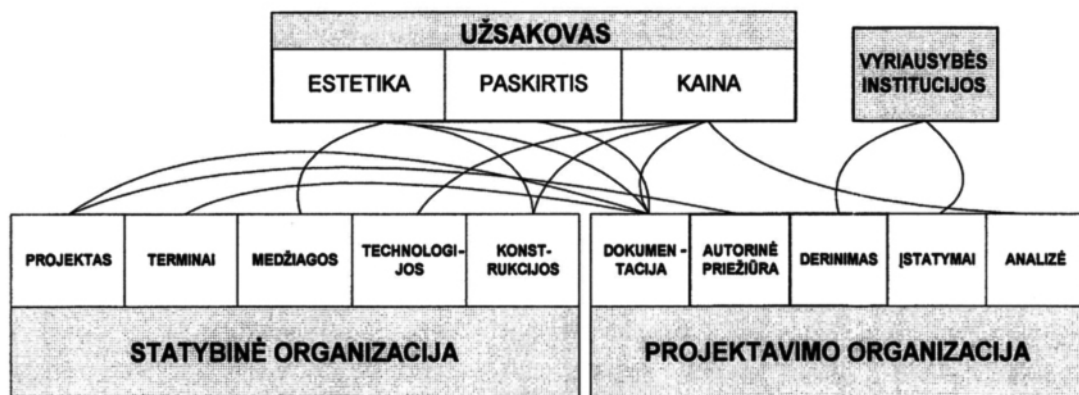 UŽSAKOVAS
ESTETIKA PASKIRTIS KAINA
VYRIAUSYBĖS
INSTITUCIJOS
PROJEKTAS TERMINAI MEDŽIAGOS TECHNOLOGI-
JOS KONST-
RUKCIJOS
DOKUMEN-
TACIJA AUTORINĖ
PRIEŽIŪRA DERINIMAS ĮSTATYMAI ANALIZĖ
STATYBINĖ ORGANIZACIJA
PROJEKTAVIMO ORGANIZACIJA